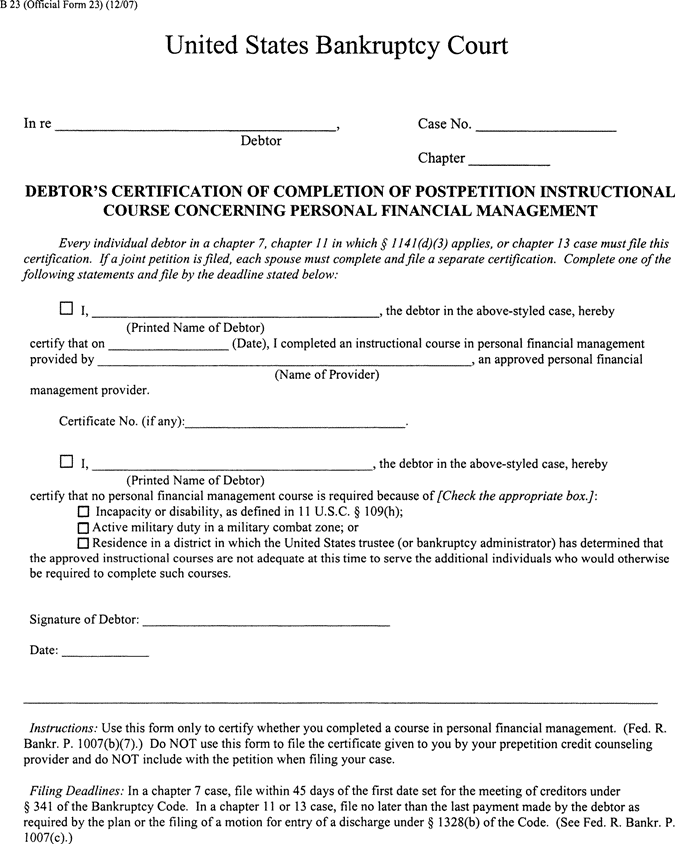 B 23 (Official Form 23) (12/07)
United States Bankruptcy Court
In re ____________________, Case No. ____________________
Debtor
Chapter ___________
DEBTOR'S CERTIFICATION OF COMPLETION OF POSTPETITION INSTRUCTIONAL
COURSE CONCERNING PERSONAL FINANCIAL MANAGEMENT
Every individual debtor in a chapter 7, chapter 11 in which § 1141(d)(3) applies, or chapter 13 case must file this
certification. If a joint petition is filed, each spouse must complete and file a separate certification. Complete one of the
following statements and file by the deadline stated below:
☐ I, ____________________, the debtor in the above-styled case, hereby
(Printed Name of Debtor)
certify that on _________________ (Date), I completed an instructional course in personal financial management
provided by ____________________, an approved personal financial
(Name of Provider)
management provider.
Certificate No. (if any):____________________.
☐ I, ____________________, the debtor in the above-styled case, hereby
(Printed Name of Debtor)
certify that no personal financial management course is required because of [Check the appropriate box.]:
☐ Incapacity or disability, as defined in 11 U.S.C. § 109(h);
☐ Active military duty in a military combat zone; or
☐ Residence in a district in which the United States trustee (or bankruptcy administrator) has determined that
the approved instructional courses are not adequate at this time to serve the additional individuals who would otherwise
be required to complete such courses.
Signature of Debtor: ____________________
Date: ____________
Instructions: Use this form only to certify whether you completed a course in personal financial management. (Fed. R.
Bankr. P. 1007(b)(7).) Do NOT use this form to file the certificate given to you by your prepetition credit counseling
provider and do NOT include with the petition when filing your case.
Filing Deadlines: In a chapter 7 case, file within 45 days of the first date set for the meeting of creditors under
§ 341 of the Bankruptcy Code. In a chapter 11 or 13 case, file no later than the last payment made by the debtor as
required by the plan or the filing of a motion for entry of a discharge under § 1328(b) of the Code. (See Fed. R. Bankr. P.
1007(c).)